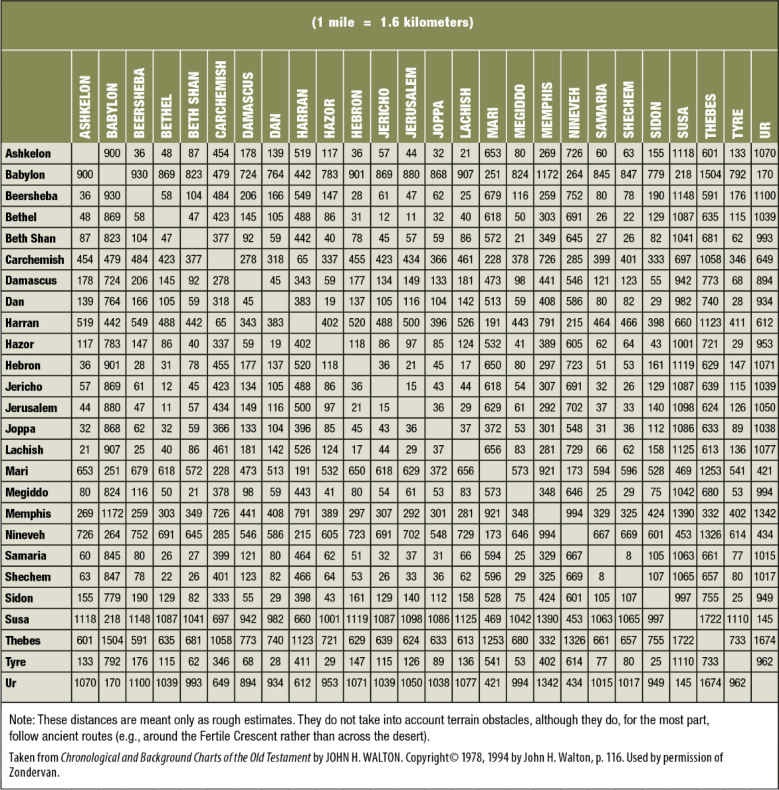 (1 mile = 1.6 kilometers)
ASHKELON BABYLON BEERSHEBA BETHEL BETH SHAN CARCHEMISH DAMASCUS DAN HARRAN HAZOR HEBRON JERICHO JERUSALEM JOPPA LACHISH MARI MEGIDDO MEMPHIS NINEVEH SAMARIA SHECHEM SIDON SUSA THEBES TYRE UR
Ashkelon 900 36 48 87 454 178 139 519 117 36 57 44 32 21 653 80 269 726 60 63 155 1118 601 133 1070
Babylon 900 930 869 823 479 724 764 442 783 901 869 880 868 907 251 824 1172 264 845 847 779 218 1504 792 170
Beersheba 36 930 58 104 484 206 166 549 147 28 61 47 62 25 679 116 259 752 80 78 190 1148 591 176 1100
Bethel 48 869 58 47 423 145 105 488 86 31 12 11 32 40 618 50 303 691 26 22 129 1087 635 115 1039
Beth Shan 87 823 104 47 377 92 59 442 40 78 45 57 59 86 572 21 349 645 27 26 82 1041 681 62 993
Carchemish 454 479 484 423 377 278 318 65 337 455 423 434 366 461 228 378 726 285 399 401 333 697 1058 346 649
Damascus 178 724 206 145 92 278 45 343 59 177 134 149 133 181 473 98 441 546 121 123 55 942 773 68 894
Dan 139 764 166 105 59 318 45 383 19 137 105 116 104 142 513 59 408 586 80 82 29 982 740 28 934
Harran 519 442 549 488 442 65 343 383 402 520 488 500 396 526 191 443 791 215 464 466 398 660 1123 411 612
Hazor 117 783 147 86 40 337 59 19 402 118 86 97 85 124 532 41 389 605 62 64 43 1001 721 29 953
Hebron 36 901 28 31 78 455 177 137 520 118 36 21 45 17 650 80 297 723 51 53 161 1119 629 147 1071
Jericho 57 869 61 12 45 423 134 105 488 86 36 15 43 44 618 54 307 691 32 26 129 1087 639 115 1039
Jerusalem 44 880 47 11 57 434 149 116 500 97 21 15 36 29 629 61 292 702 37 33 140 1098 624 126 1050
Joppa 32 868 62 32 59 366 133 104 396 85 45 43 36 37 372 53 301 548 31 36 112 1086 633 89 1038
Lachish 21 907 25 40 86 461 181 142 526 124 17 44 29 37 656 83 281 729 66 62 158 1125 613 136 1077
Mari 653 251 679 618 572 228 473 513 191 532 650 618 629 372 656 573 921 173 594 596 528 469 1253 541 421
Megiddo 80 824 116 50 21 378 98 59 443 41 80 54 61 53 83 573 348 646 25 29 75 1042 680 53 994
Memphis 269 1172 259 303 349 726 441 408 791 389 297 307 292 301 281 921 348 994 329 325 424 1390 332 402 1342
Nineveh 726 264 752 691 645 285 546 586 215 605 723 691 702 548 729 173 646 994 667 669 601 453 1326 614 434
Samaria 60 845 80 26 27 399 121 80 464 62 51 32 37 31 66 594 25 329 667 8 105 1063 661 77 1015
Shechem 63 847 78 22 26 401 123 82 466 64 53 26 33 36 62 596 29 325 669 8 107 1065 657 80 1017
Sidon 155 779 190 129 82 333 55 29 398 43 161 129 140 112 158 528 75 424 601 105 107 997 755 25 949
Susa 1118 218 1148 1087 1041 697 942 982 660 1001 1119 1087 1098 1086 1125 469 1042 1390 453 1063 1065 997 1722 1110 145
Thebes 601 1504 591 635 681 1058 773 740 1123 721 629 639 624 633 613 1253 680 332 1326 661 657 755 1722 733 1674
Tyre 133 792 176 115 62 346 68 28 411 29 147 115 126 89 136 541 53 402 614 77 80 25 1110 733 962
Ur 1070 170 1100 1039 993 649 894 934 612 953 1071 1039 1050 1038 1077 421 994 1342 434 1015 1017 949 145 1674 962
Note: These distances are meant only as rough estimates. They do not take into account terrain obstacles, although they do, for the most part,
follow ancient routes (e.g., around the Fertile Crescent rather than across the desert).
Taken from Chronological and Background Charts of the Old Testament by JOHN H. WALTON. Copyright© 1978, 1994 by John H. Walton, p. 116. Used by permission of
Zondervan.